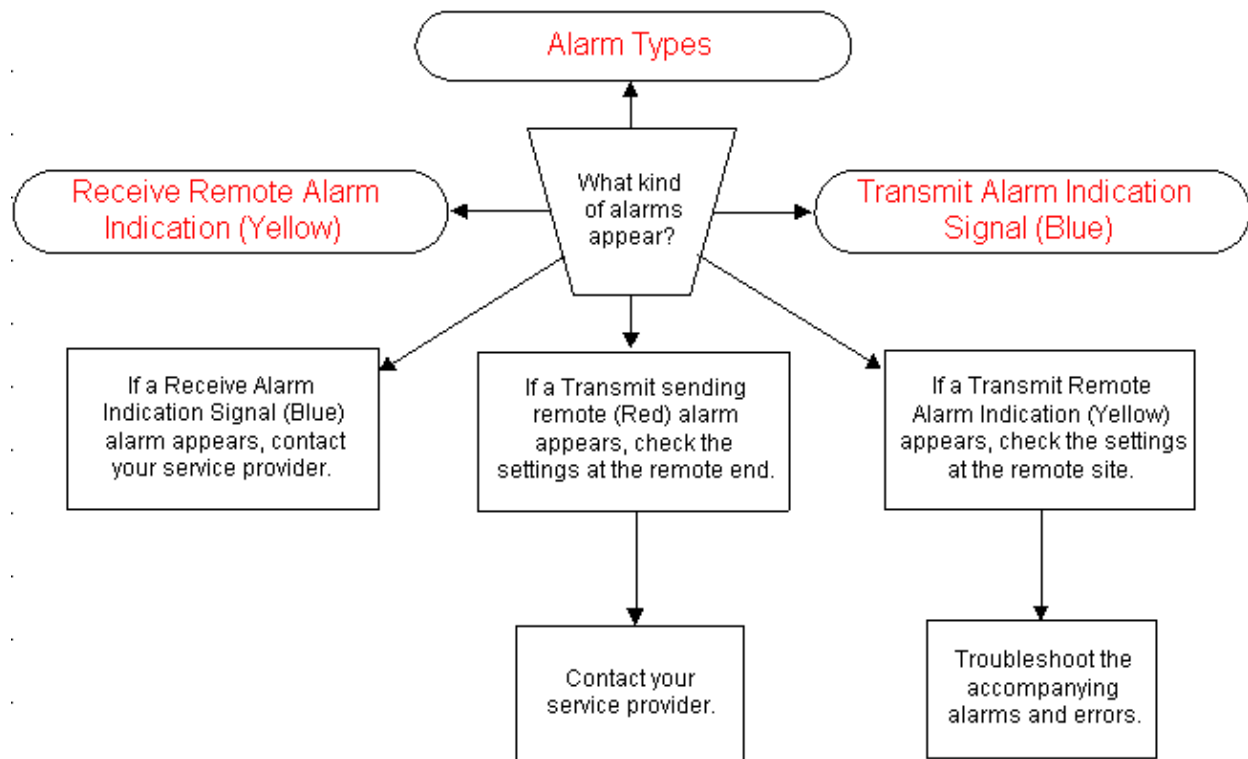 Alarm Types
What kind
of alarms
appear?
Receive Remote Alarm
Indication (Yellow)
Transmit Alarm Indication
Signal (Blue)
If a Receive Alarm
Indication Signal (Blue)
alarm appears, contact
your service provider.
If a Transmit sending
remote (Red) alarm
appears, check the
settings at the remote end.
If a Transmit Remote
Alarm Indication (Yellow)
appears, check the settings
at the remote site.
Contact your
service provider.
Troubleshoot the
accompanying
alarms and errors.